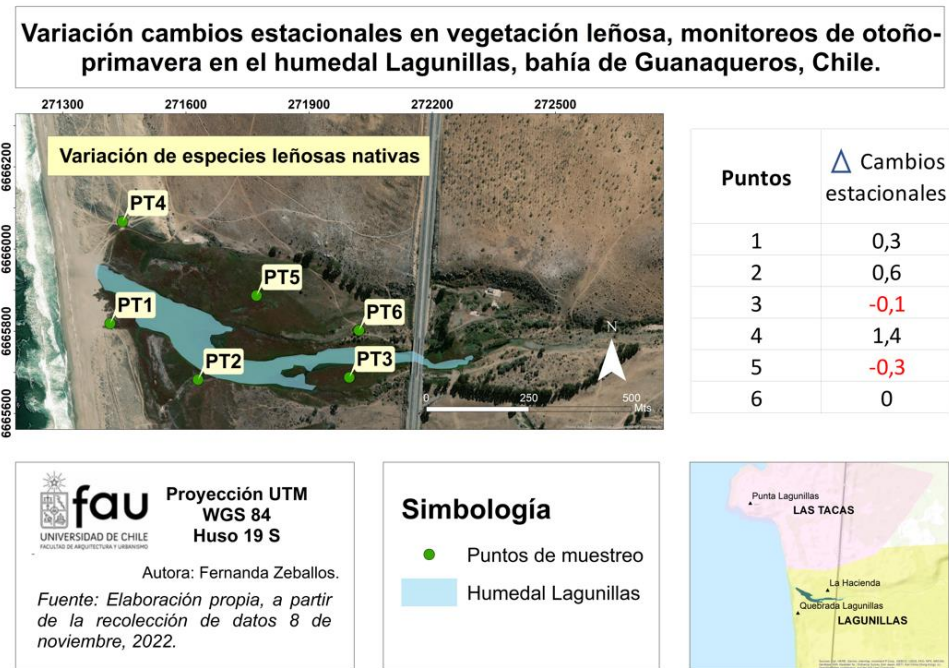 Variación cambios estacionales en vegetación leñosa, monitoreos de otoño-
primavera en el humedal Lagunillas, bahía de Guanaqueros, Chile.
271300 271600 271900 272200 272500
6666200
6666000
6665800
6665600
Variación de especies leñosas nativas
PT4
PT5
PT1
PT6
PT2
PT3
N
0 250 500
Mts
Puntos Δ Cambios
estacionales
1 0,3
2 0,6
3 -0,1
4 1,4
5 -0,3
6 0
fau
UNIVERSIDAD DE CHILE
FACULTAD DE ARQUITECTURA Y URBANISMO
Proyección UTM
WGS 84
Huso 19 S
Autora: Fernanda Zeballos.
Fuente: Elaboración propia, a partir
de la recolección de datos 8 de
noviembre, 2022.
Simbología
Puntos de muestreo
Humedal Lagunillas
Punta Lagunillas
LAS TACAS
La Hacienda
Quebrada Lagunillas
LAGUNILLAS